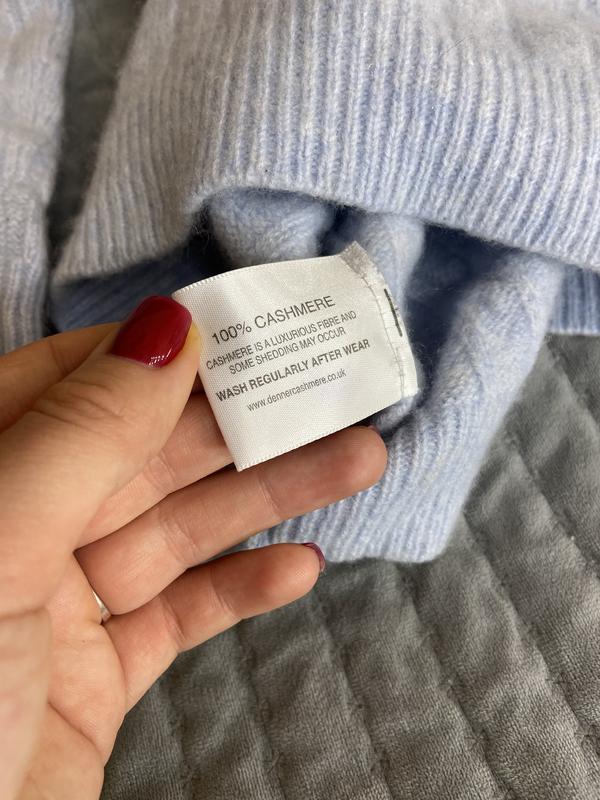 100% CASHMERE
CASHMERE IS A LUXURIOUS FIBRE AND
SOME SHEDDING MAY OCCUR
WASH REGULARLY AFTER WEAR
www.dennercashmere.co.uk